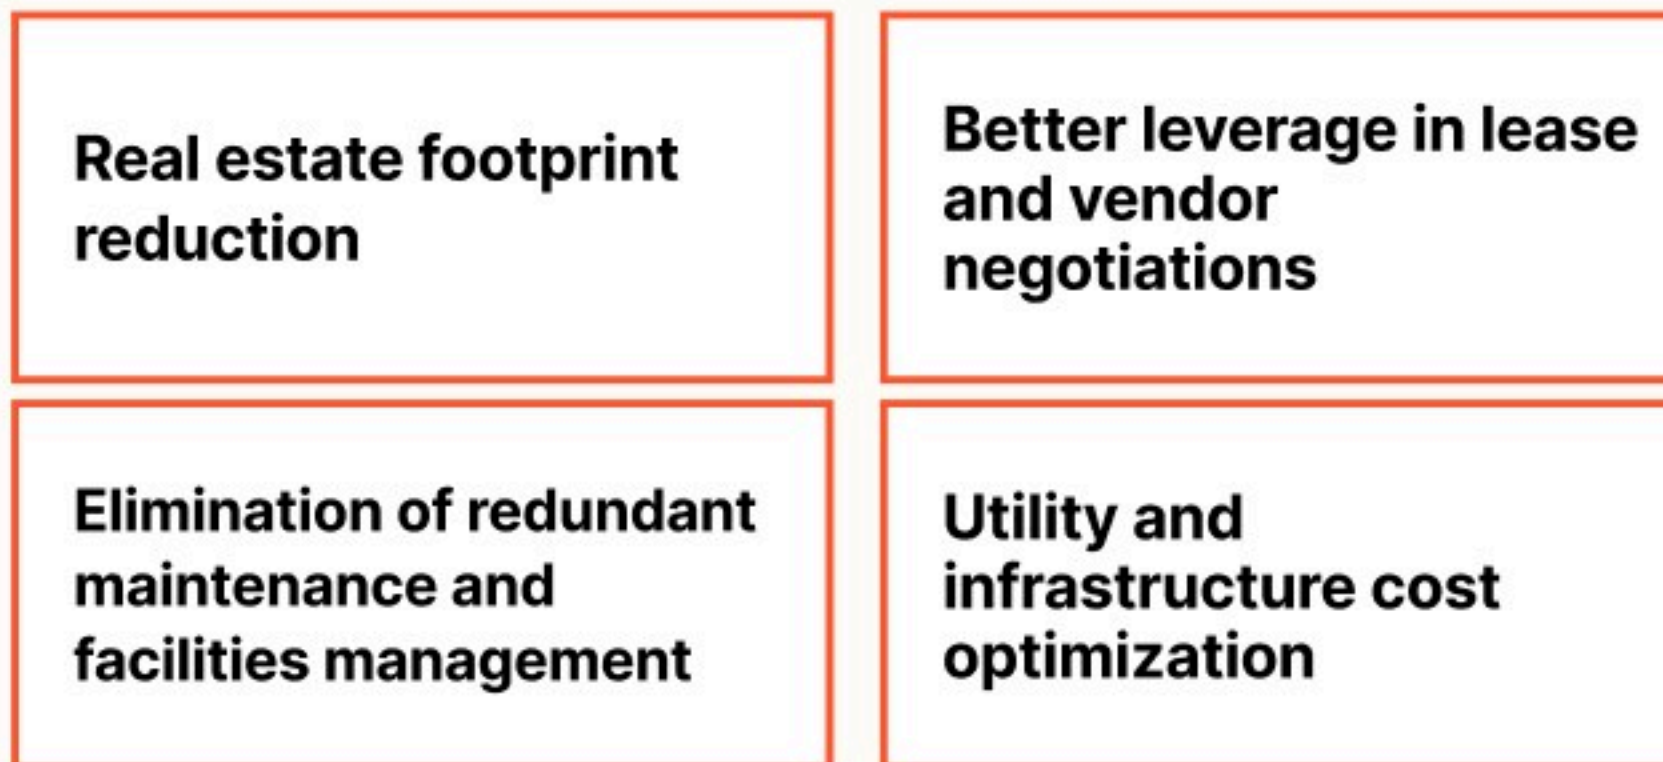 Real estate footprint
reduction
Better leverage in lease
and vendor
negotiations
Elimination of redundant
maintenance and
facilities management
Utility and
infrastructure cost
optimization